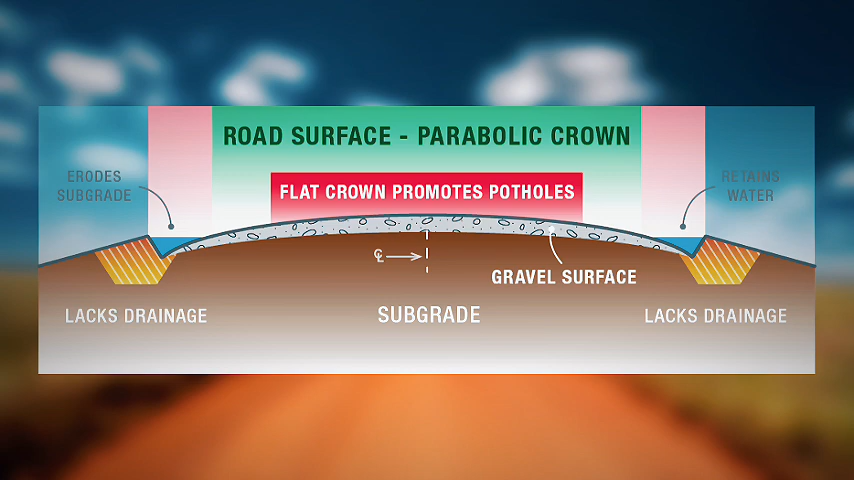 ROAD SURFACE - PARABOLIC CROWN
ERODES
SUBGRADE
FLAT CROWN PROMOTES POTHOLES
RETAINS
WATER
℄
GRAVEL SURFACE
LACKS DRAINAGE
SUBGRADE
LACKS DRAINAGE